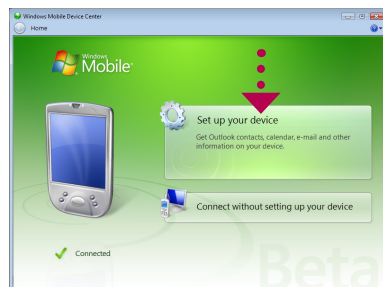 Windows Mobile Device Center
Home
Windows
Mobile
Set up your device
Get Outlook contacts, calendar, e-mail and other
information on your device.
Connect without setting up your device
Connected
Beta